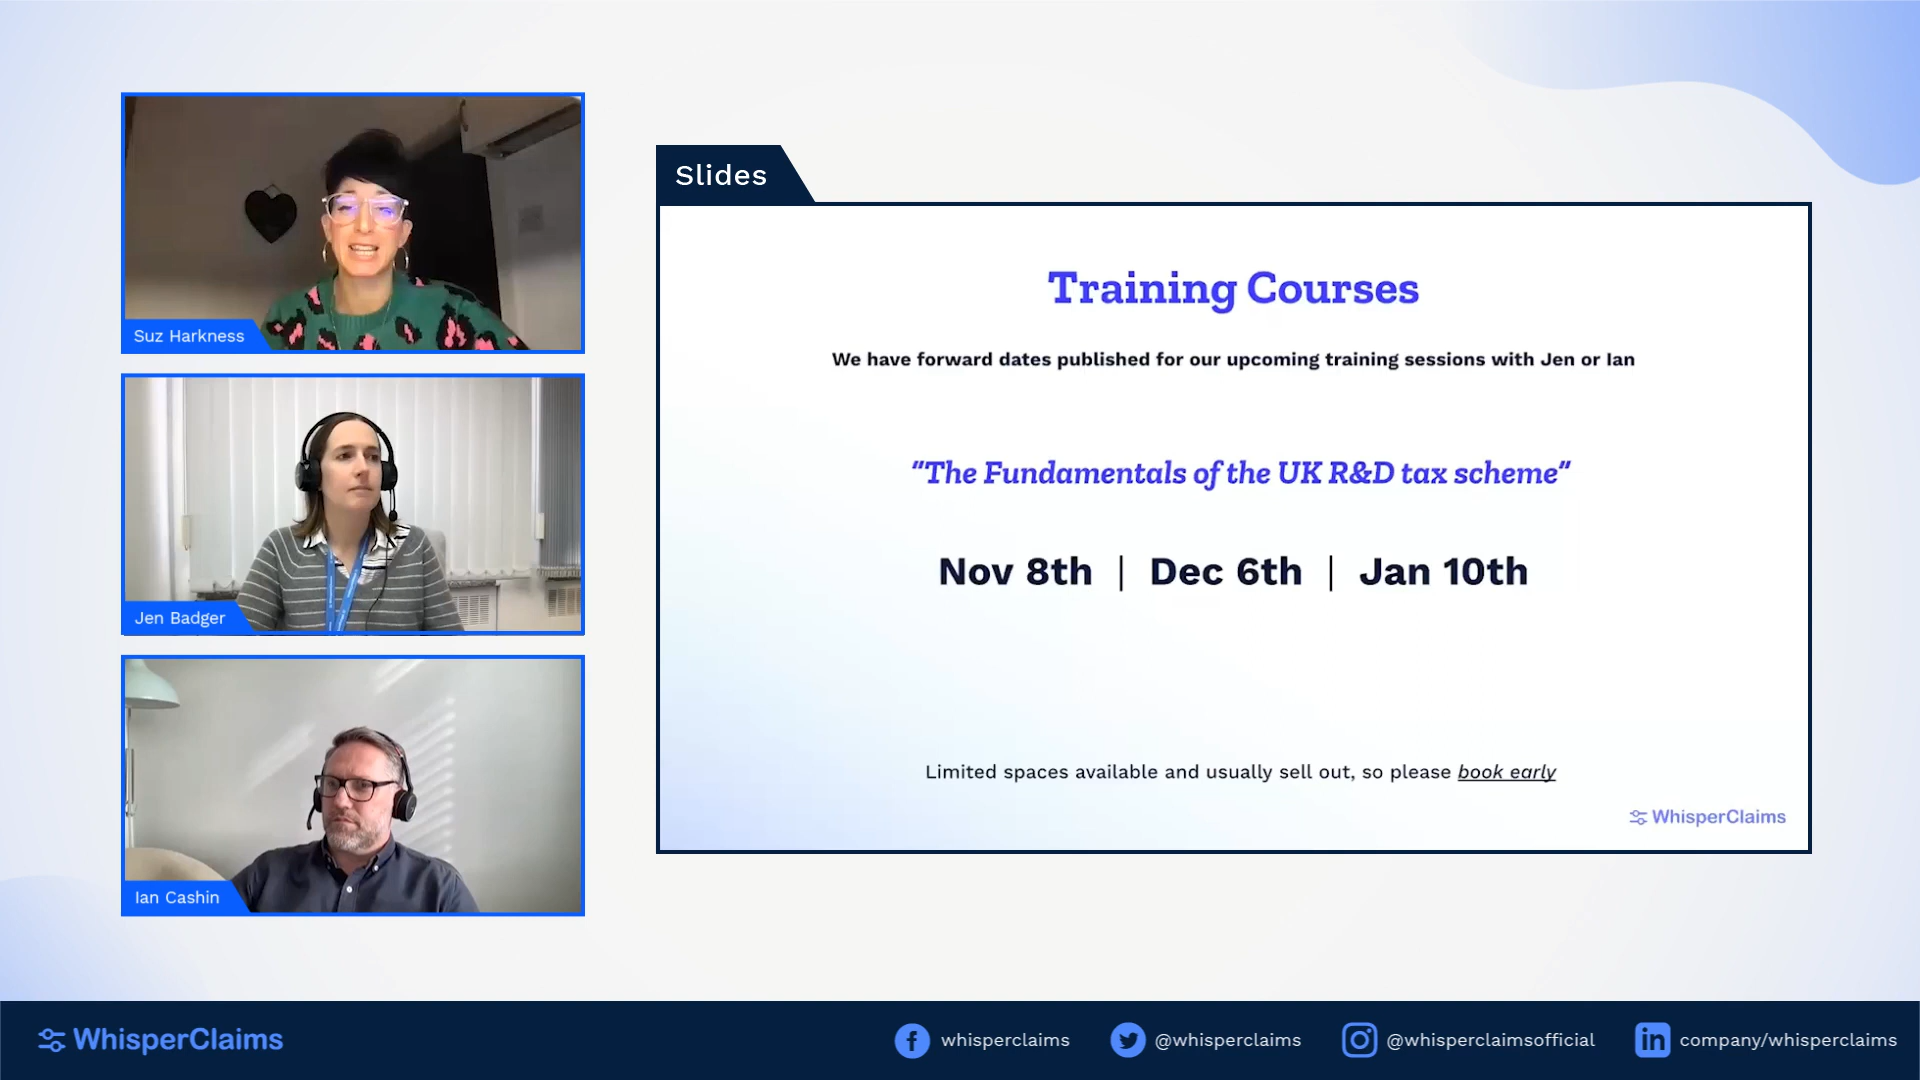 Suz Harkness
Jen Badger
Ian Cashin
Slides
Training Courses
We have forward dates published for our upcoming training sessions with Jen or Ian
“The Fundamentals of the UK R&D tax scheme”
Nov 8th | Dec 6th | Jan 10th
Limited spaces available and usually sell out, so please book early
WhisperClaims
WhisperClaims
whisperclaims
@whisperclaims
@whisperclaimsofficial
company/whisperclaims